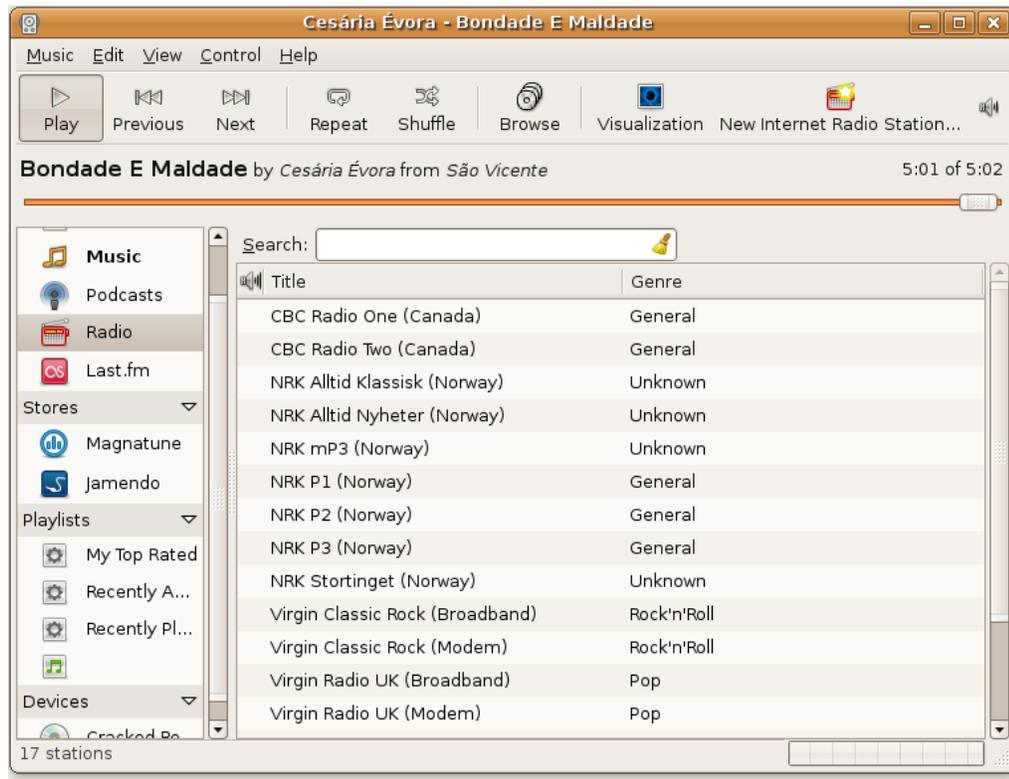 Cesária Évora - Bondade E Maldade
Music Edit View Control Help
Play Previous Next Repeat Shuffle Browse Visualization New Internet Radio Station...
Bondade E Maldade by Cesária Évora from São Vicente 5:01 of 5:02
Music
Podcasts
Radio
Last.fm
Stores
Magnatune
Jamendo
Playlists
My Top Rated
Recently A...
Recently Pl...
Devices
Cracked
Search:
Title Genre
CBC Radio One (Canada) General
CBC Radio Two (Canada) General
NRK Alltid Klassisk (Norway) Unknown
NRK Alltid Nyheter (Norway) Unknown
NRK mP3 (Norway) Unknown
NRK P1 (Norway) General
NRK P2 (Norway) General
NRK P3 (Norway) General
NRK Stortinget (Norway) Unknown
Virgin Classic Rock (Broadband) Rock'n'Roll
Virgin Classic Rock (Modem) Rock'n'Roll
Virgin Radio UK (Broadband) Pop
Virgin Radio UK (Modem) Pop
17 stations